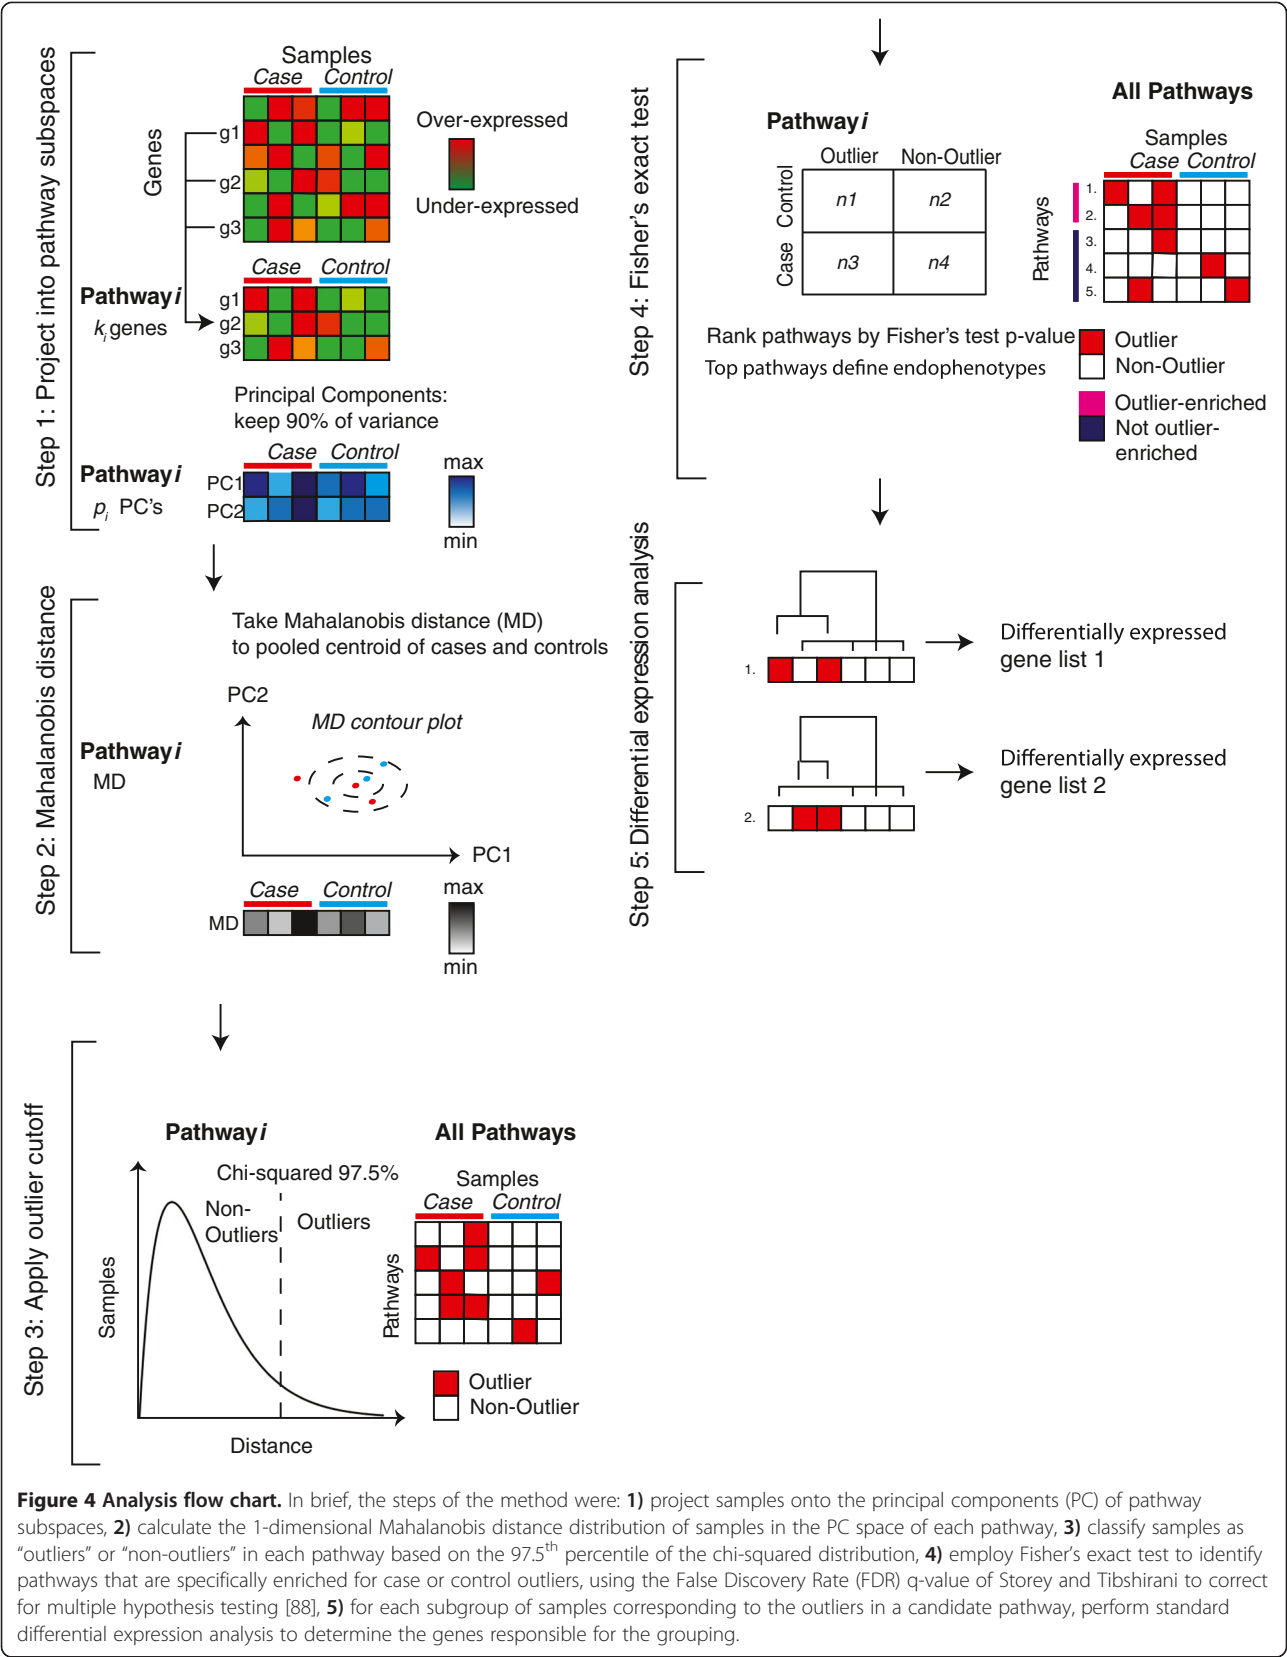 Step 1: Project into pathway subspaces
Samples
Case Control
Genes
g1
g2
g3
Over-expressed
Under-expressed
Case Control
Pathway i
ki genes
g1
g2
g3
Principal Components:
keep 90% of variance
Case Control
Pathway i
pi PC's
PC1
PC2
max
min
Step 2: Mahalanobis distance
Take Mahalanobis distance (MD)
to pooled centroid of cases and controls
PC2
MD contour plot
Pathway i
MD
PC1
Case Control
MD
max
min
Step 3: Apply outlier cutoff
Pathway i
Chi-squared 97.5%
Non-
Outliers
Outliers
Samples
Distance
All Pathways
Samples
Case Control
Pathways
Outlier
Non-Outlier
Step 4: Fisher's exact test
Pathway i
Outlier Non-Outlier
Control
n1 n2
Case
n3 n4
All Pathways
Samples
Case Control
Pathways
1.
2.
3.
4.
5.
Rank pathways by Fisher's test p-value
Top pathways define endophenotypes
Outlier
Non-Outlier
Outlier-enriched
Not outlier-
enriched
Step 5: Differential expression analysis
1.
Differentially expressed
gene list 1
2.
Differentially expressed
gene list 2
Figure 4 Analysis flow chart. In brief, the steps of the method were: 1) project samples onto the principal components (PC) of pathway
subspaces, 2) calculate the 1-dimensional Mahalanobis distance distribution of samples in the PC space of each pathway, 3) classify samples as
“outliers” or “non-outliers” in each pathway based on the 97.5th percentile of the chi-squared distribution, 4) employ Fisher’s exact test to identify
pathways that are specifically enriched for case or control outliers, using the False Discovery Rate (FDR) q-value of Storey and Tibshirani to correct
for multiple hypothesis testing [88], 5) for each subgroup of samples corresponding to the outliers in a candidate pathway, perform standard
differential expression analysis to determine the genes responsible for the grouping.